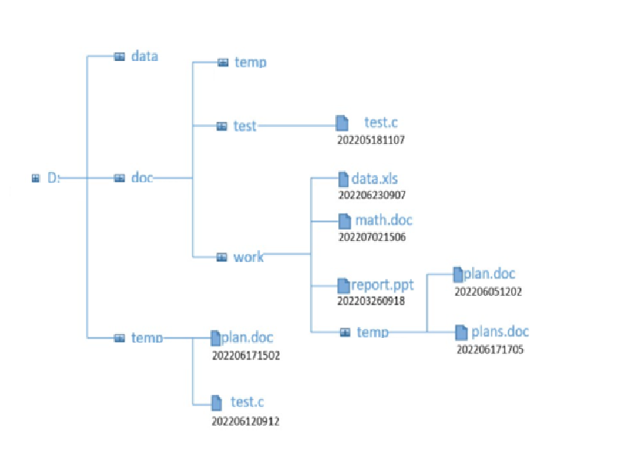 data
temp
test
test.c
202205181107
D:
doc
data.xls
202206230907
math.doc
202207021506
work
report.ppt
202203260918
plan.doc
202206051202
temp
plans.doc
202206171705
temp
plan.doc
202206171502
test.c
202206120912